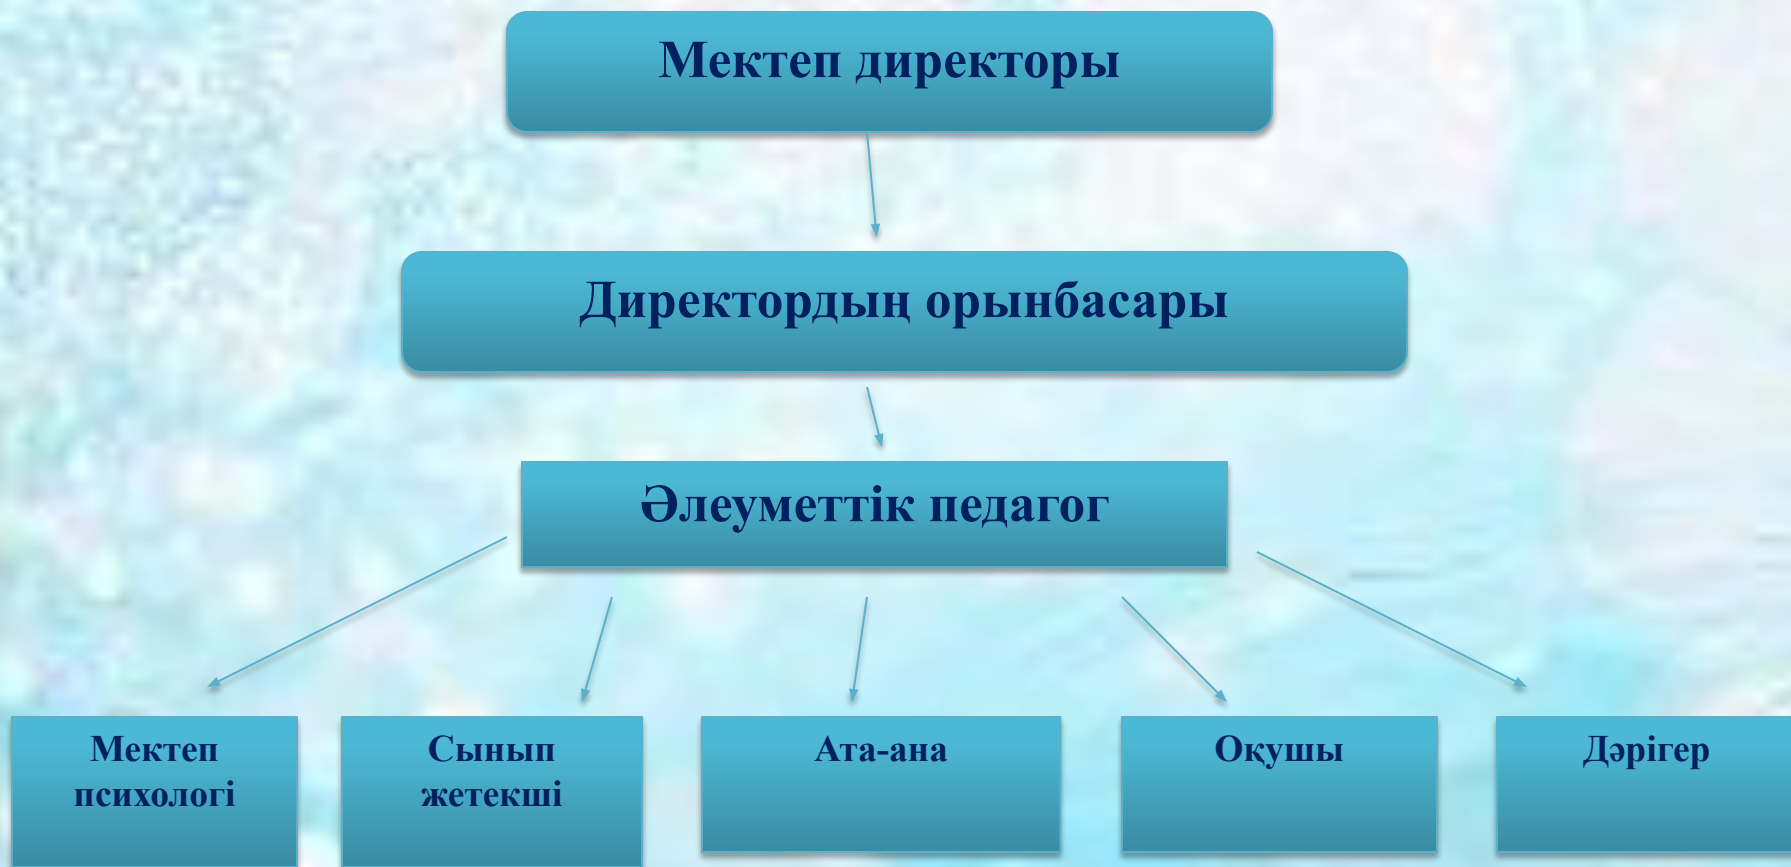 Мектеп директоры
Директордың орынбасары
Әлеуметтік педагог
Мектеп
психологі
Сынып
жетекші
Ата-ана
Оқушы
Дәрігер